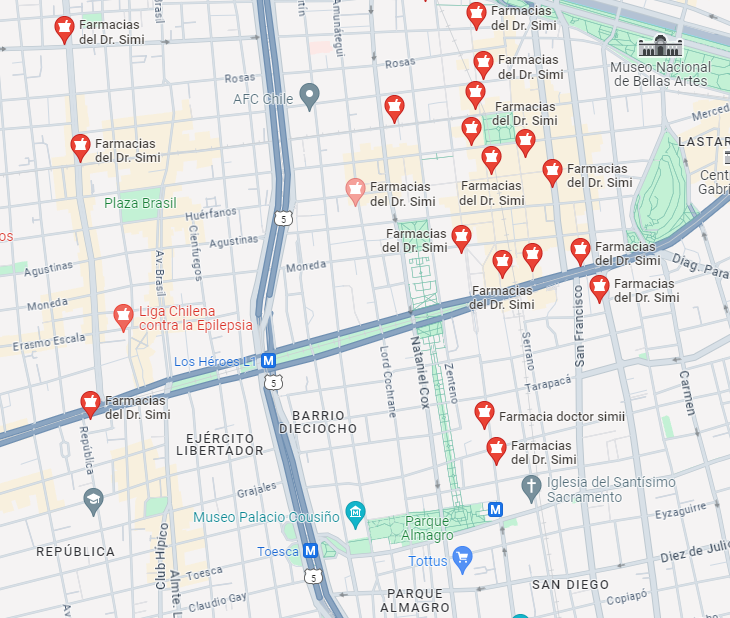 Farmacias
del Dr. Simi
Brasil
Amunátegui
Farmacias
del Dr. Simi
Rosas
Rosas
Farmacias
del Dr. Simi
Museo Nacional
de Bellas Artes
AFC Chile
Farmacias
del Dr. Simi
Merced
Farmacias
del Dr. Simi
LASTAR
Farmacias
del Dr. Simi
Cent
Gabri
Farmacias
del Dr. Simi
Farmacias
del Dr. Simi
Plaza Brasil
Huérfanos
Cienfuegos
Agustinas
os
Farmacias
del Dr. Simi
5
Farmacias
del Dr. Simi
Av. Brasil
Agustinas
Moneda
Diag. Para
Farmacias
del Dr. Simi
Farmacias
del Dr. Simi
Moneda
Liga Chilena
contra la Epilepsia
San Francisco
Erasmo Escala
Serrano
Nataniel Cox
Lord Cochrane
Zenteno
Los Héroes L1
M
5
Tarapacá
Carmen
Farmacias
del Dr. Simi
BARRIO
DIECIOCHO
Farmacia doctor simii
República
EJÉRCITO
LIBERTADOR
Farmacias
del Dr. Simi
Grajales
Iglesia del Santísimo
Sacramento
Museo Palacio Cousiño
M
Parque
Almagro
Eyzaguirre
REPÚBLICA
Toesca
M
Club Hípico
Tottus
Diez de Julio
Toesca
5
Almte. L
SAN DIEGO
PARQUE
ALMAGRO
Copiapó
Claudio Gay
Av